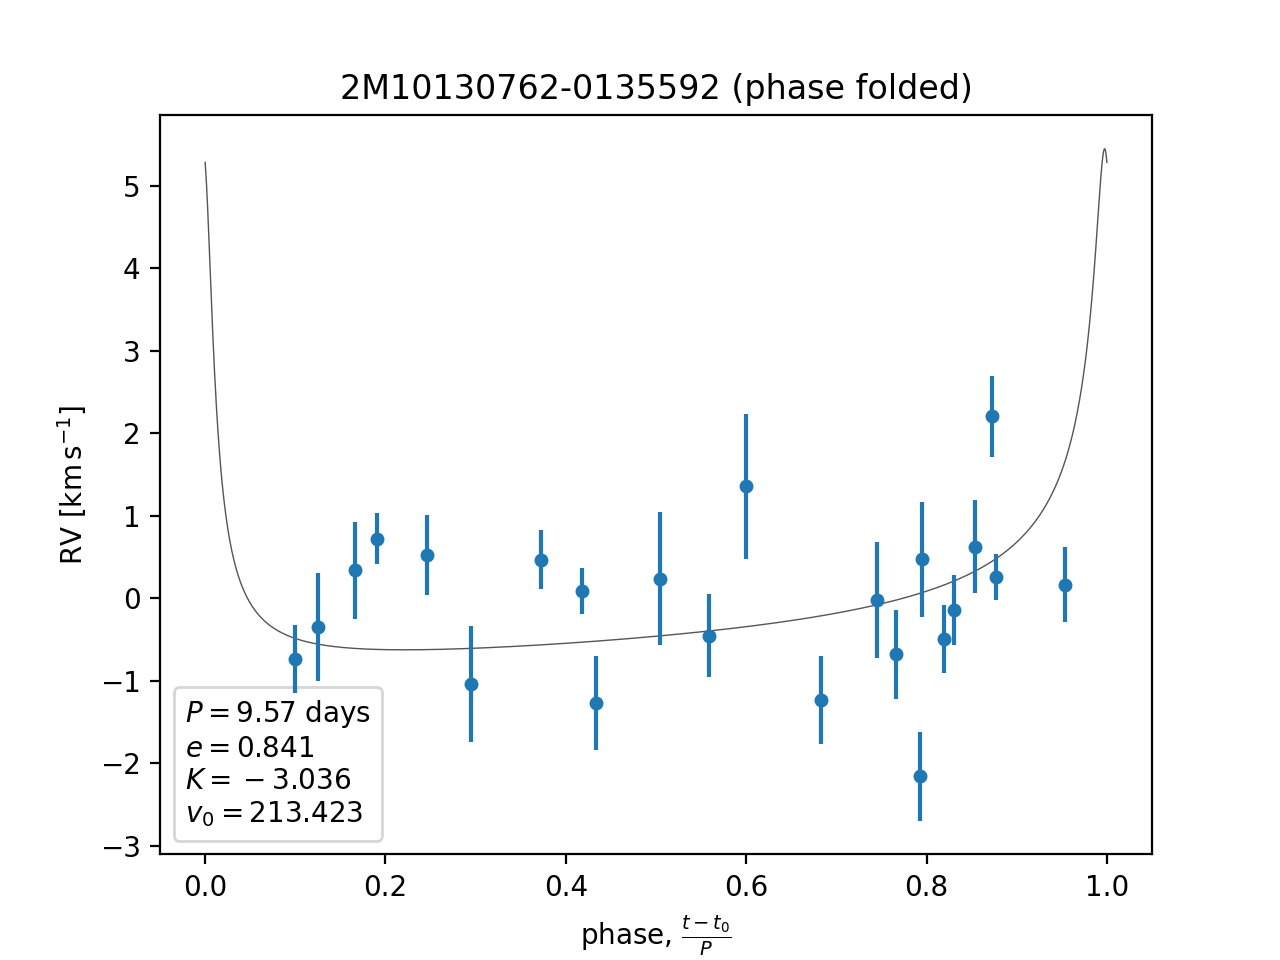 2M10130762-0135592 (phase folded)
5
4
3
2
1
0
−1
−2
−3
RV [km s⁻¹]
P = 9.57 days
e = 0.841
K = − 3.036
v₀ = 213.423
0.0 0.2 0.4 0.6 0.8 1.0
phase, (t − t₀)/P